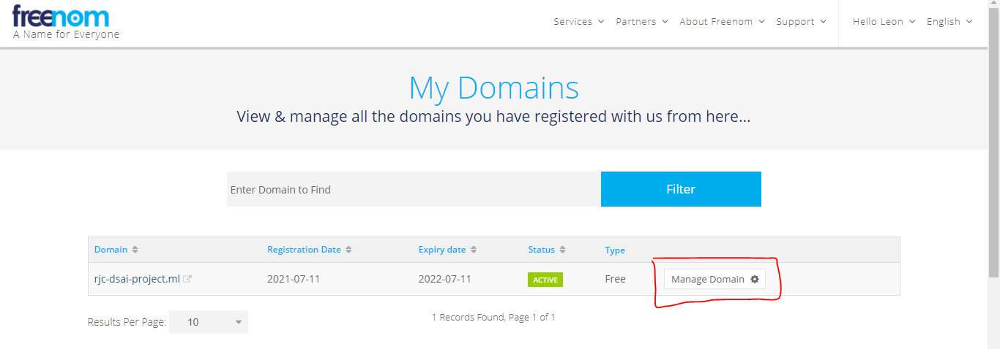 freenom
A Name for Everyone
Services Partners About Freenom Support Hello Leon English
My Domains
View & manage all the domains you have registered with us from here...
Enter Domain to Find Filter
Domain Registration Date Expiry date Status Type
rjc-dsai-project.ml 2021-07-11 2022-07-11 ACTIVE Free Manage Domain
Results Per Page: 10 1 Records Found, Page 1 of 1